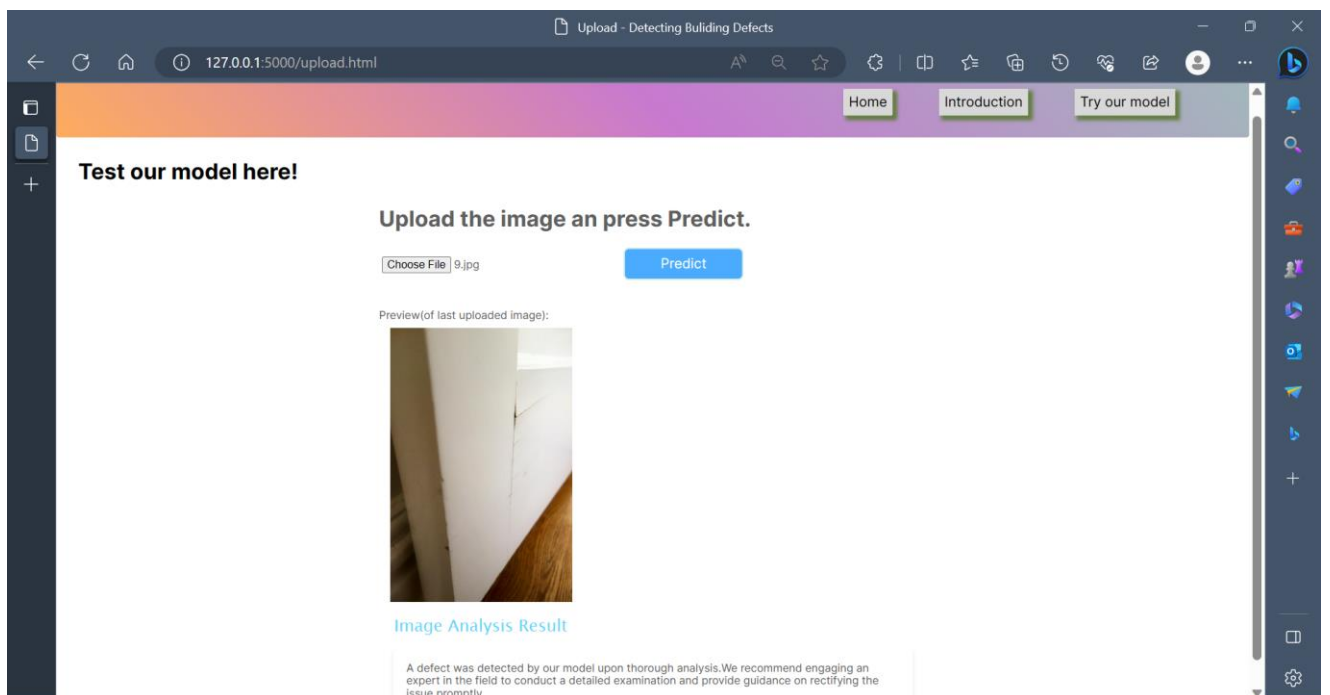 Upload - Detecting Buliding Defects
127.0.0.1:5000/upload.html
Home Introduction Try our model
Test our model here!
Upload the image an press Predict.
Choose File 9.jpg Predict
Preview(of last uploaded image):
Image Analysis Result
A defect was detected by our model upon thorough analysis.We recommend engaging an
expert in the field to conduct a detailed examination and provide guidance on rectifying the
issue promptly